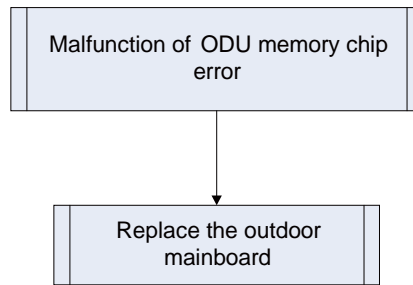 Malfunction of ODU memory chip
error
Replace the outdoor
mainboard